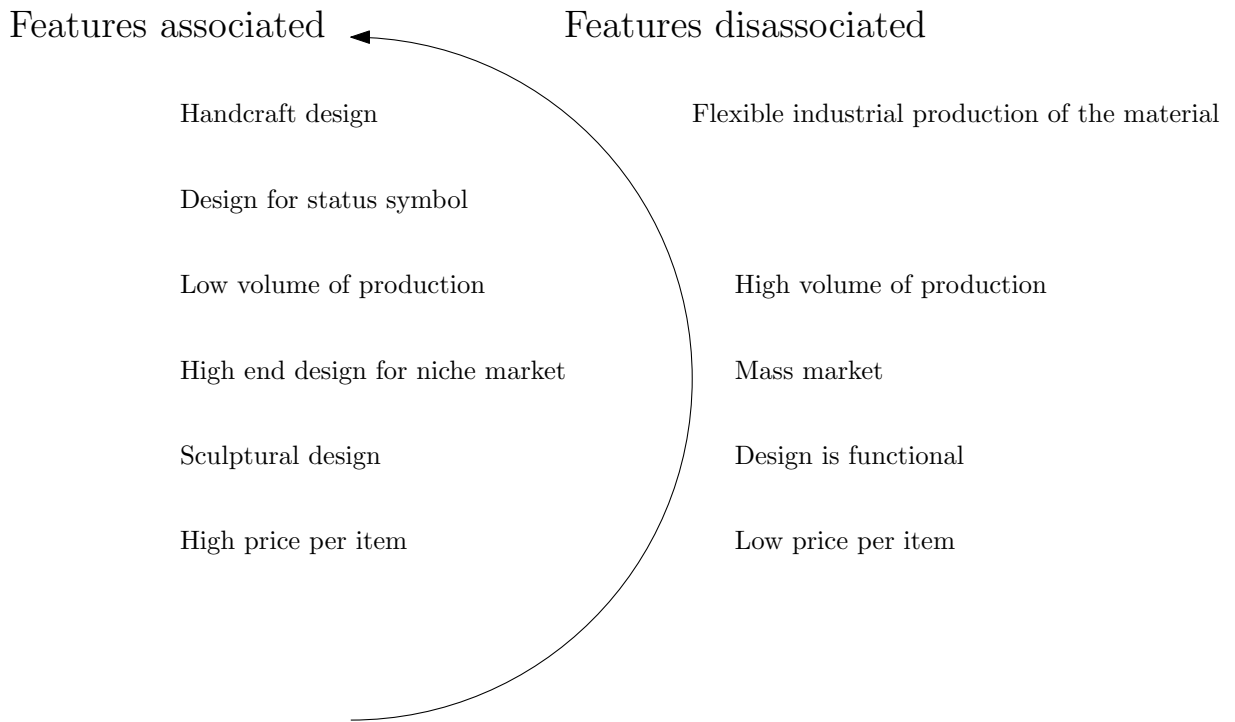 Features associated
Features disassociated
Handcraft design
Flexible industrial production of the material
Design for status symbol
Low volume of production
High volume of production
High end design for niche market
Mass market
Sculptural design
Design is functional
High price per item
Low price per item